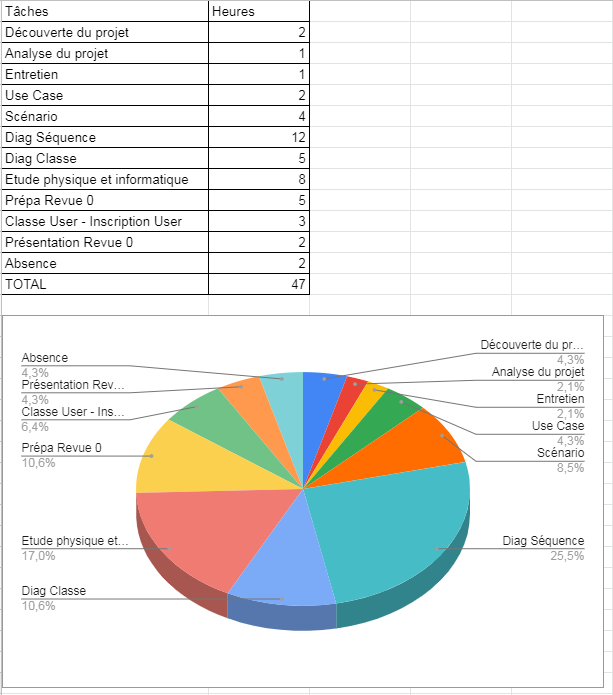 Tâches Heures
Découverte du projet 2
Analyse du projet 1
Entretien 1
Use Case 2
Scénario 4
Diag Séquence 12
Diag Classe 5
Etude physique et informatique 8
Prépa Revue 0 5
Classe User - Inscription User 3
Présentation Revue 0 2
Absence 2
TOTAL 47
Découverte du pr...
4,3%
Analyse du projet
2,1%
Entretien
2,1%
Use Case
4,3%
Scénario
8,5%
Diag Séquence
25,5%
Absence
4,3%
Présentation Rev...
4,3%
Classe User - Ins...
6,4%
Prépa Revue 0
10,6%
Etude physique et...
17,0%
Diag Classe
10,6%